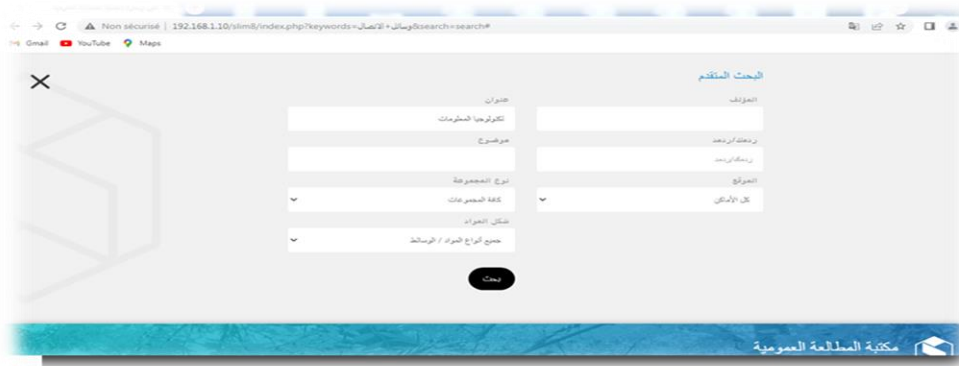 Non sécurisé | 192.168.1.10/slim8/index.php?keywords=وسائل+الاتصال&search=search#
Gmail YouTube Maps
البحث المتقدم
المؤلف
عنوان
تكنولوجيا المعلومات
ردمك/ردمد
موضوع
ردمك/ردمد
الموقع
نوع المجموعة
كل الأماكن
كافة المجموعات
شكل المواد
جميع أنواع المواد / الوسائط
بحث
مكتبة المطالعة العمومية